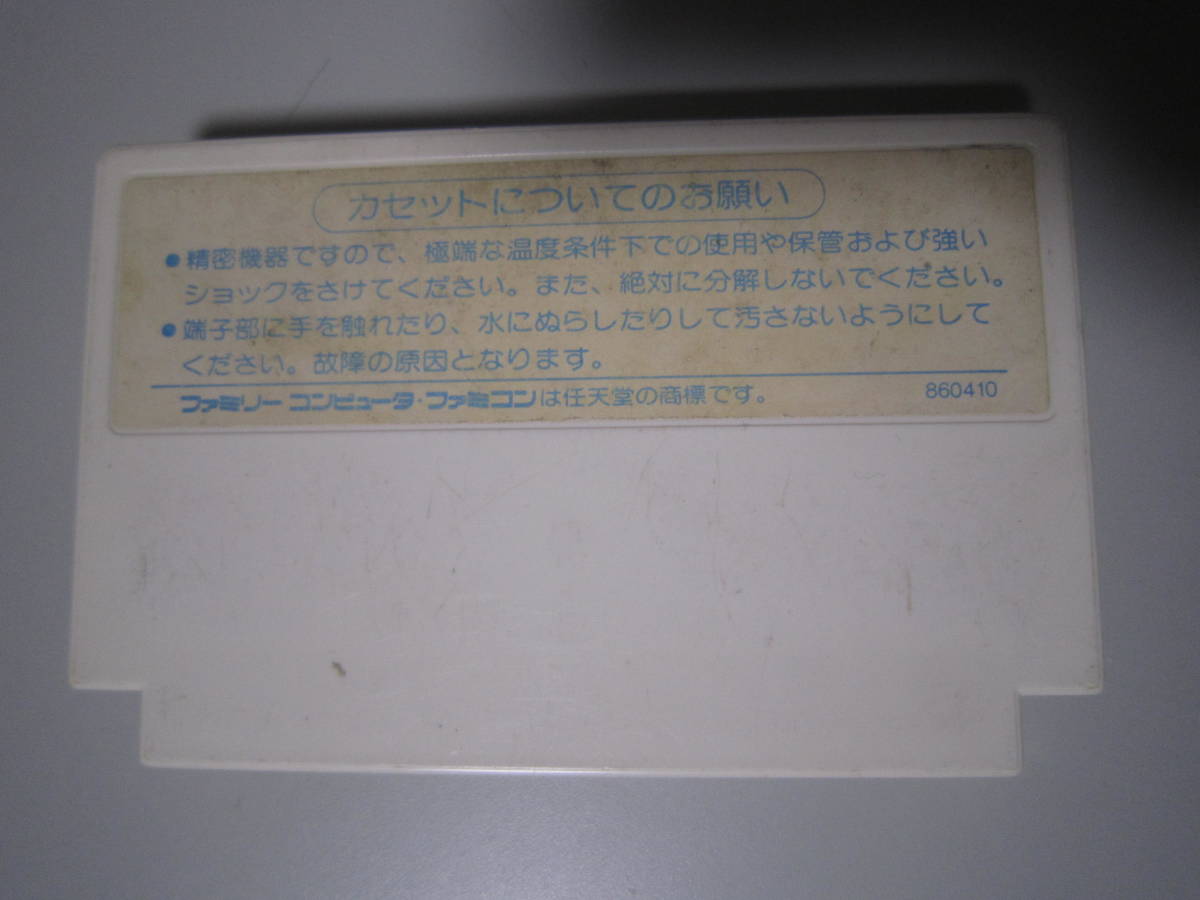 カセットについてのお願い
●精密機器ですので、極端な温度条件下での使用や保管および強い
ショックをさけてください。また、絶対に分解しないでください。
●端子部に手を触れたり、水にぬらしたりして汚さないようにして
ください。故障の原因となります。
ファミリーコンピュータ・ファミコンは任天堂の商標です。 860410